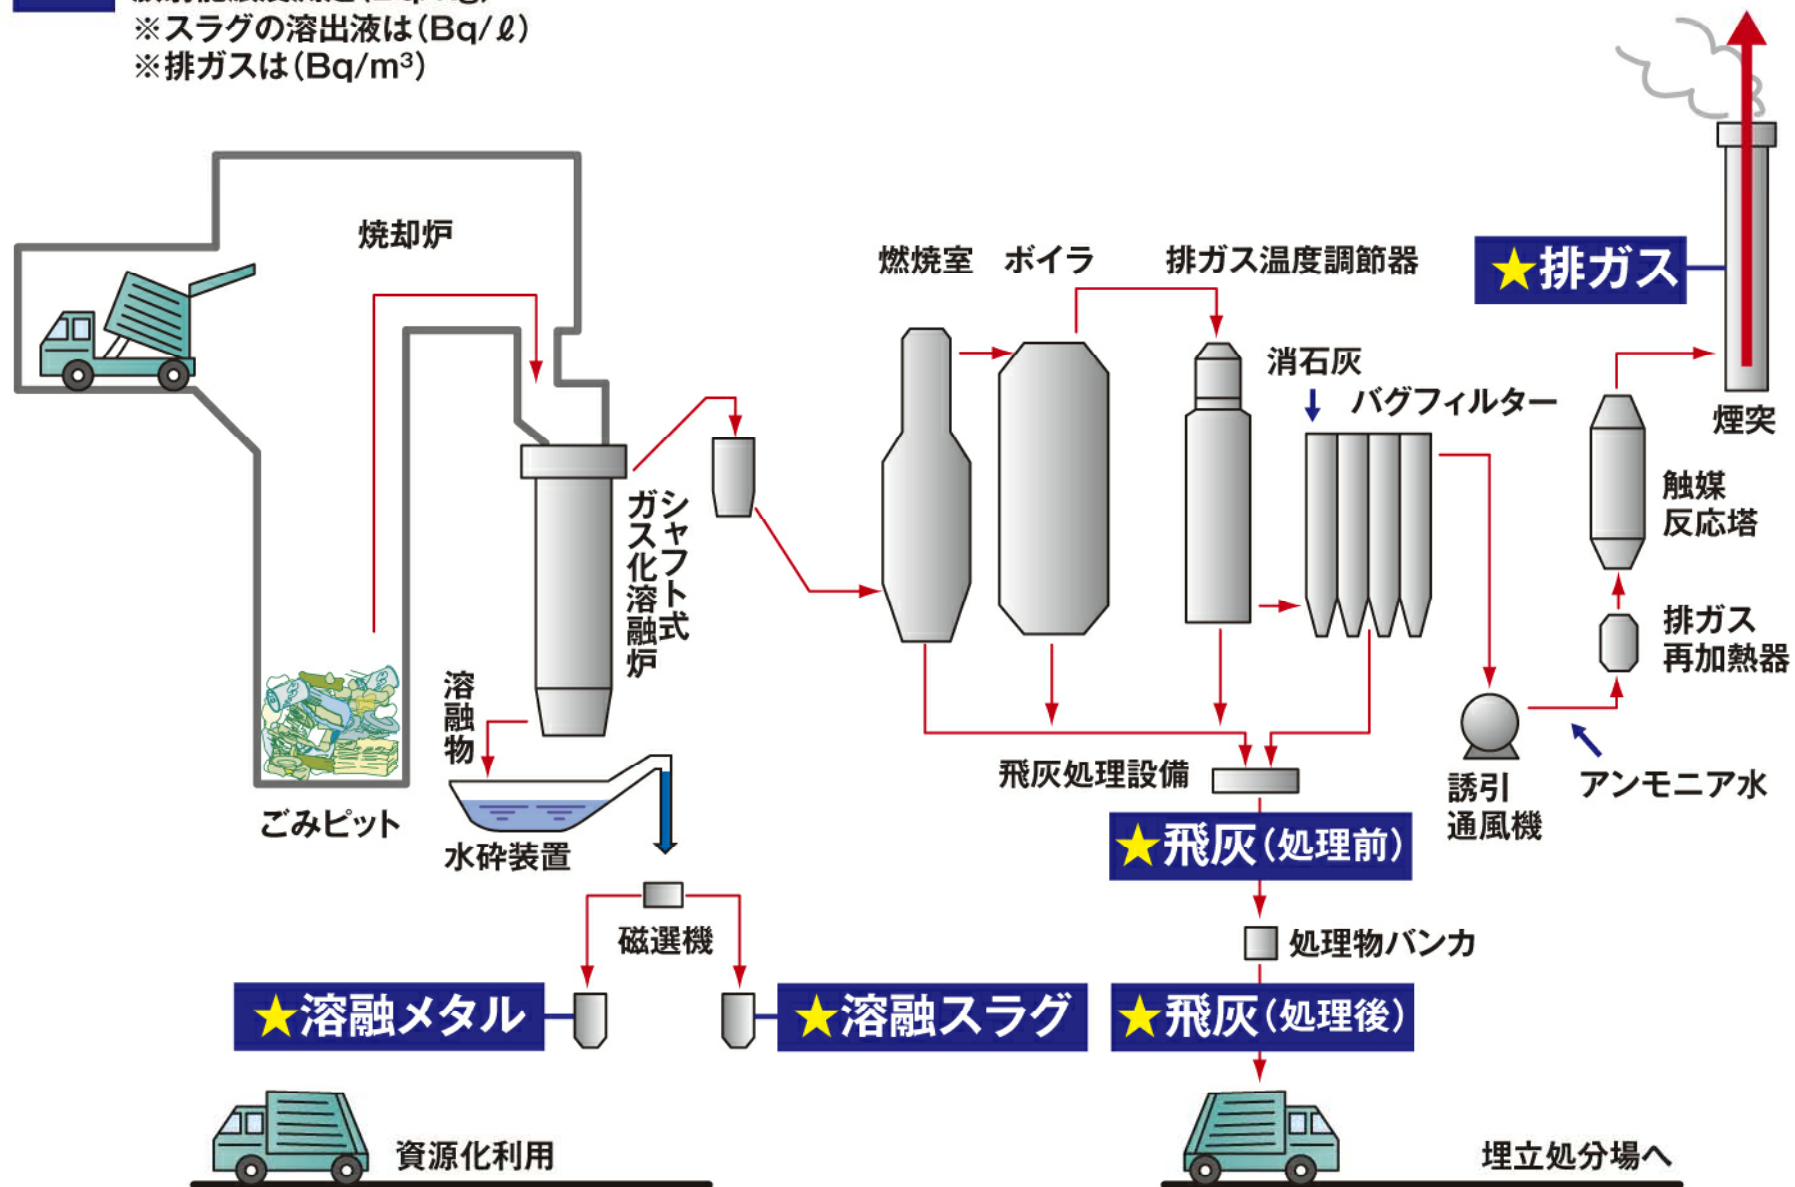 ※スラグの溶出液は(Bq/ℓ)
※排ガスは(Bq/m³)
焼却炉
燃焼室
ボイラ
排ガス温度調節器
★排ガス
消石灰
バグフィルター
煙突
シャフト式
ガス化溶融炉
触媒
反応塔
排ガス
再加熱器
溶融物
飛灰処理設備
誘引
通風機
アンモニア水
ごみピット
水砕装置
★飛灰(処理前)
磁選機
処理物バンカ
★溶融メタル
★溶融スラグ
★飛灰(処理後)
資源化利用
埋立処分場へ